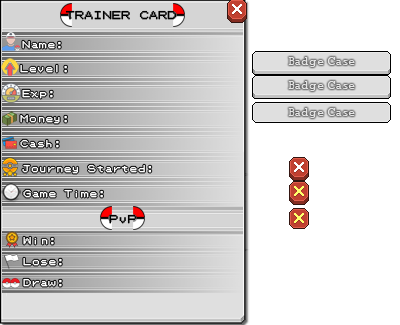 TRAINER CARD
Name:
Level:
Exp:
Money:
Cash:
Journey Started:
Game Time:
PvP
Win:
Lose:
Draw:
Badge Case
Badge Case
Badge Case